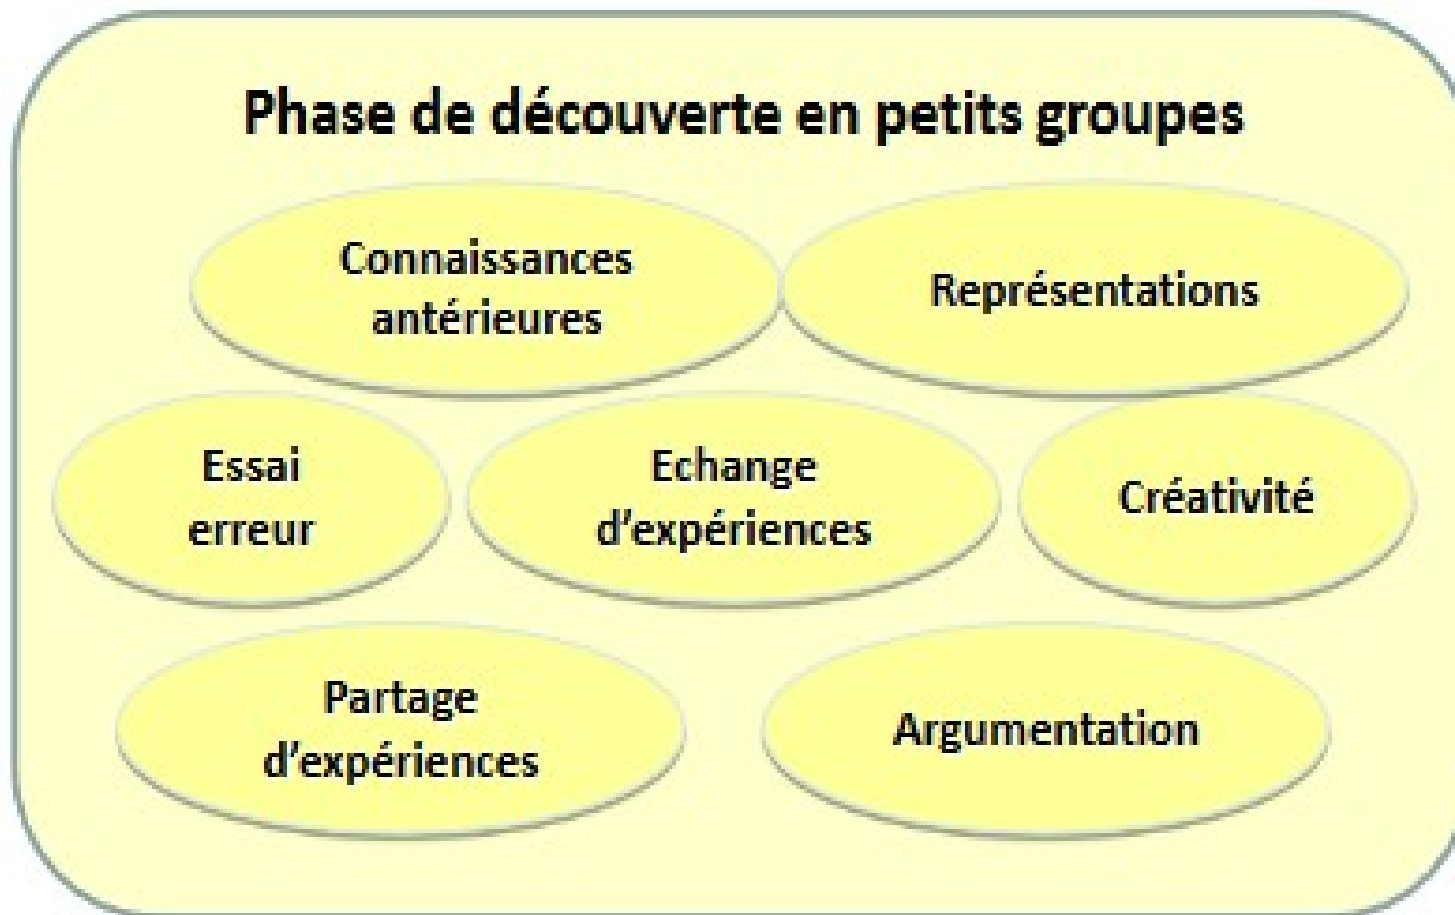 Phase de découverte en petits groupes
Connaissances
antérieures
Représentations
Essai
erreur
Echange
d'expériences
Créativité
Partage
d'expériences
Argumentation